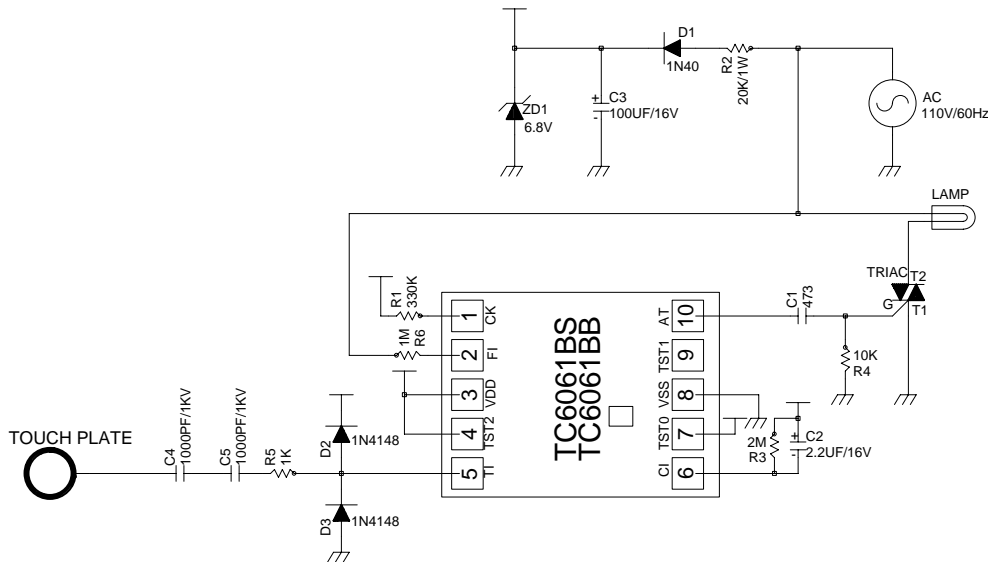 D1
1N40
R2
20K/1W
+
C3
-
100UF/16V
ZD1
6.8V
AC
110V/60Hz
LAMP
TRIAC
T2
G
T1
R1
330K
1M
R6
C1
473
10K
R4
1
CK
2
FI
3
VDD
4
TST2
5
TI
TC6061BS
TC6061BB
10
AT
9
TST1
8
VSS
7
TST0
6
CI
2M
R3
+
C2
-
2.2UF/16V
TOUCH PLATE
C4
1000PF/1KV
C5
1000PF/1KV
R5
1K
D2
1N4148
D3
1N4148